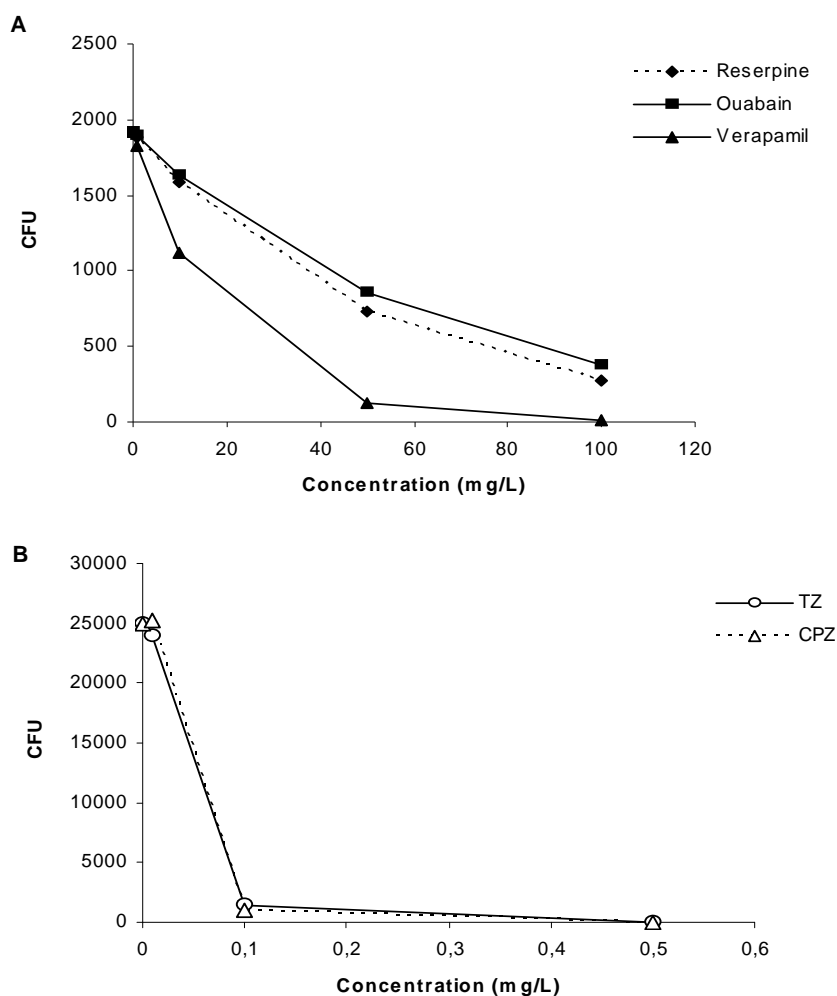 A
2500
2000
1500
1000
500
0
CFU
0 20 40 60 80 100 120
Concentration (mg/L)
Reserpine
Ouabain
Verapamil
B
30000
25000
20000
15000
10000
5000
0
CFU
0 0,1 0,2 0,3 0,4 0,5 0,6
Concentration (mg/L)
TZ
CPZ